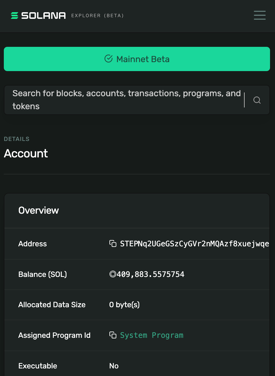 SOLANA EXPLORER (BETA)
Mainnet Beta
Search for blocks, accounts, transactions, programs, and
tokens
DETAILS
Account
Overview
Address STEPNq2UGeGSzCyGVr2nMQAzf8xuejwqe
Balance (SOL) ◎409,883.5575754
Allocated Data Size 0 byte(s)
Assigned Program Id System Program
Executable No